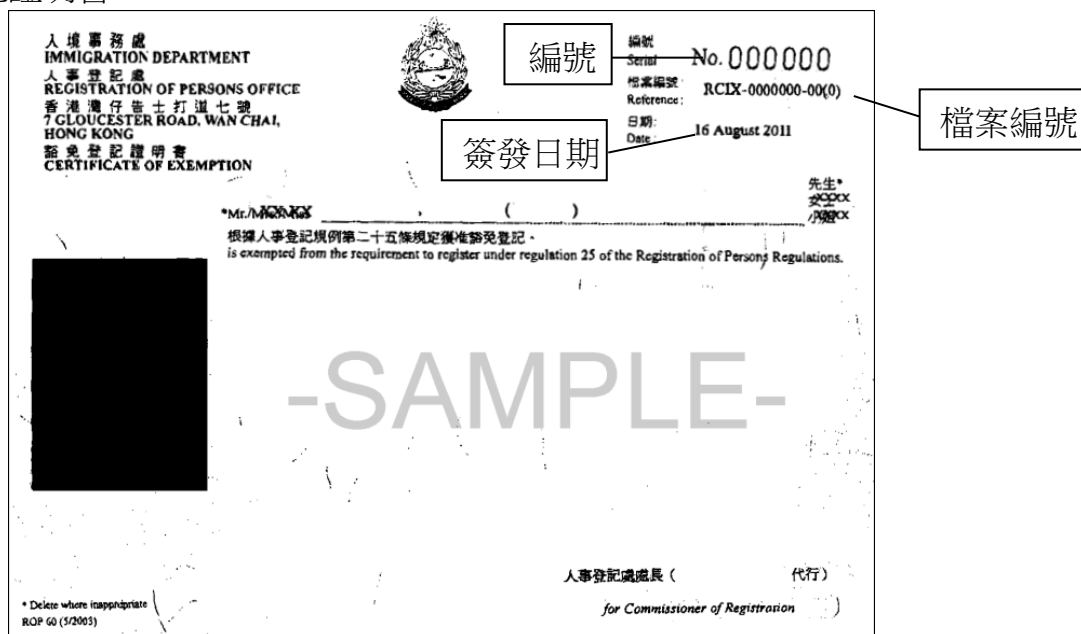 入境事務處
IMMIGRATION DEPARTMENT
人事登記處
REGISTRATION OF PERSONS OFFICE
香港灣仔告士打道七號
7 GLOUCESTER ROAD, WAN CHAI,
HONG KONG
豁免登記證明書
CERTIFICATE OF EXEMPTION
編號
編號
Serial No. 000000
檔案編號
Reference: RCIX-0000000-00(0)
檔案編號
簽發日期
日期:
Date: 16 August 2011
先生*
*Mr./ , ( )
根據人事登記規例第二十五條規定獲准豁免登記。
is exempted from the requirement to register under regulation 25 of the Registration of Persons Regulations.
-SAMPLE-
人事登記處處長 ( 代行)
for Commissioner of Registration )
* Delete where inappropriate
ROP 60 (5/2003)